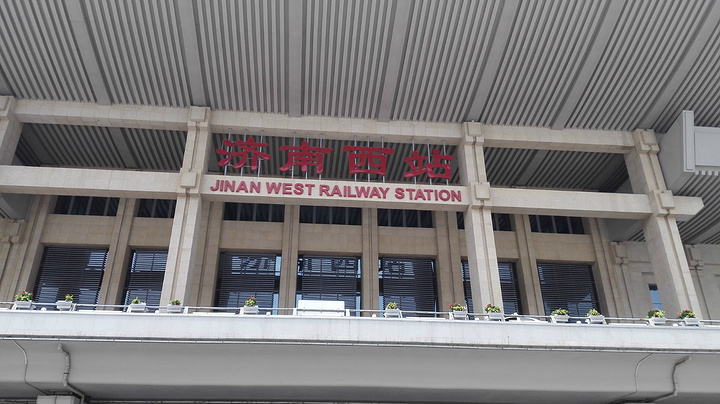 济南西站
JINAN WEST RAILWAY STATION